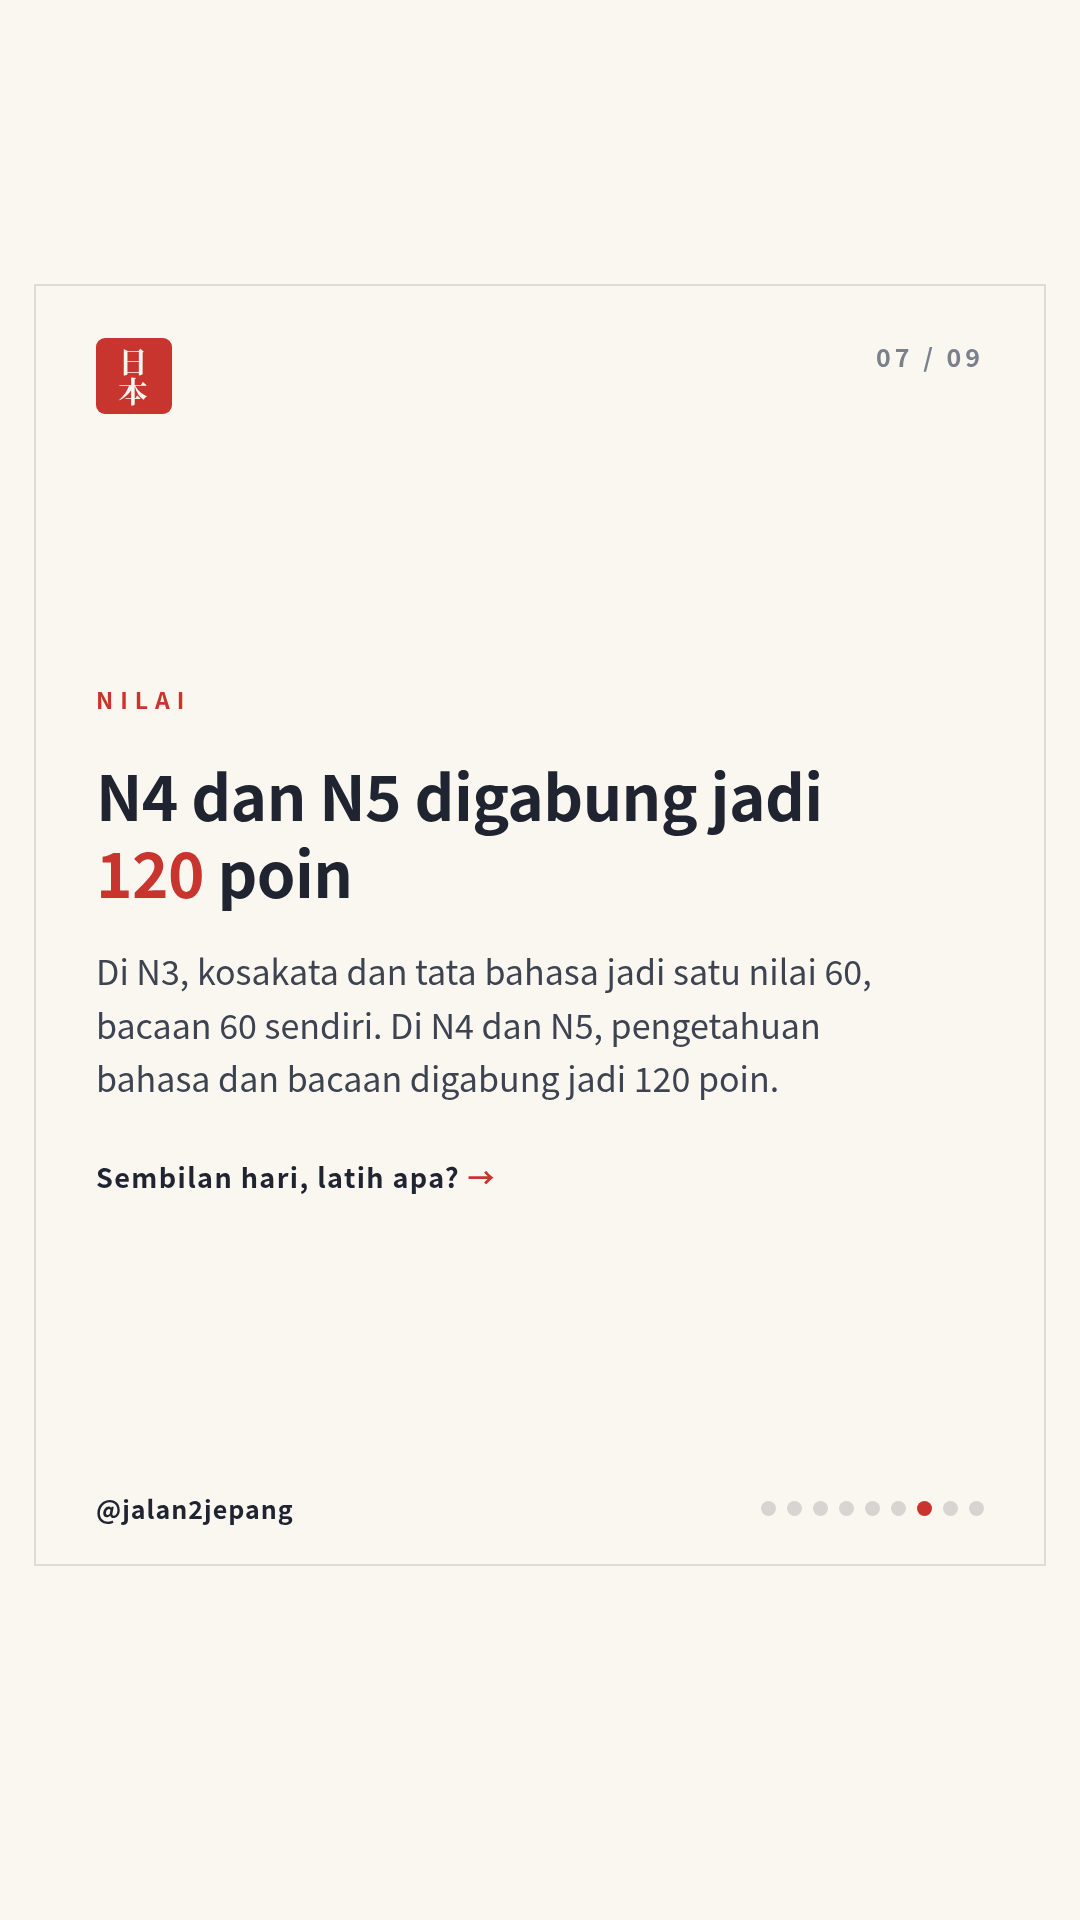 日
本
07 / 09
NILAI
N4 dan N5 digabung jadi
120 poin
Di N3, kosakata dan tata bahasa jadi satu nilai 60,
bacaan 60 sendiri. Di N4 dan N5, pengetahuan
bahasa dan bacaan digabung jadi 120 poin.
Sembilan hari, latih apa? →
@jalan2jepang